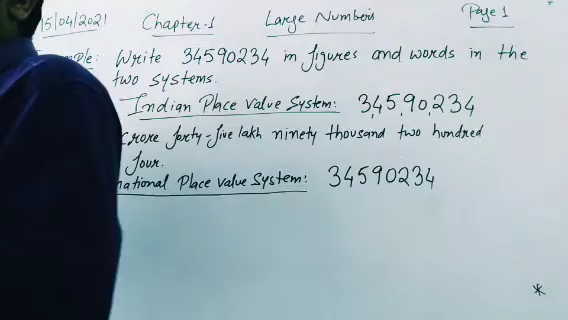 15/04/2021 Chapter-1 Large Numbers Page 1
mple: Write 34590234 in figures and words in the
two systems.
Indian Place Value System: 3,45,90,234
crore forty-five lakh ninety thousand two hundred
four.
national Place Value System: 34590234
*